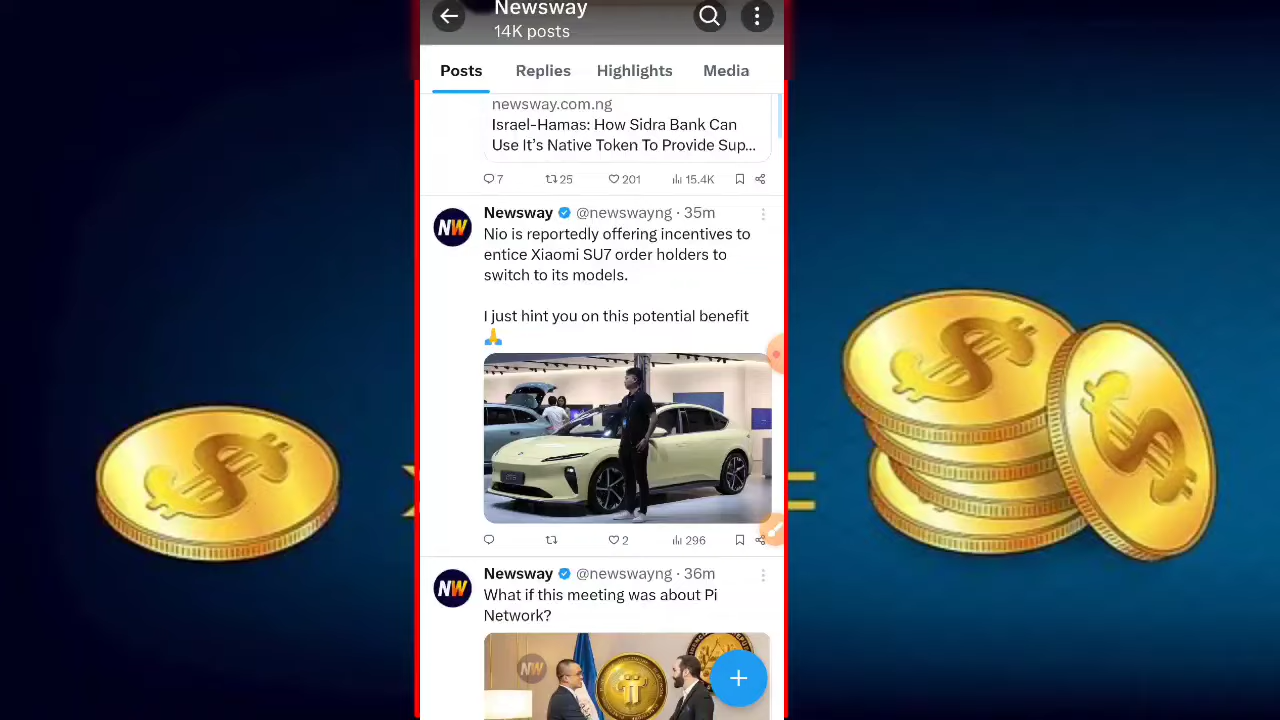 Newsway
14K posts
Posts Replies Highlights Media
newsway.com.ng
Israel-Hamas: How Sidra Bank Can
Use It’s Native Token To Provide Sup...
7 25 201 15.4K
NW
Newsway @newswayng · 35m
Nio is reportedly offering incentives to
entice Xiaomi SU7 order holders to
switch to its models.
I just hint you on this potential benefit
🙏
2 296
NW
Newsway @newswayng · 36m
What if this meeting was about Pi
Network?
NW